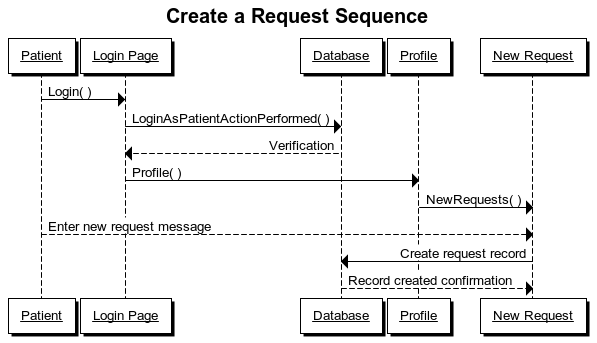 Create a Request Sequence
Patient
Login Page
Database
Profile
New Request
Login( )
LoginAsPatientActionPerformed( )
Verification
Profile( )
NewRequests( )
Enter new request message
Create request record
Record created confirmation
Patient
Login Page
Database
Profile
New Request